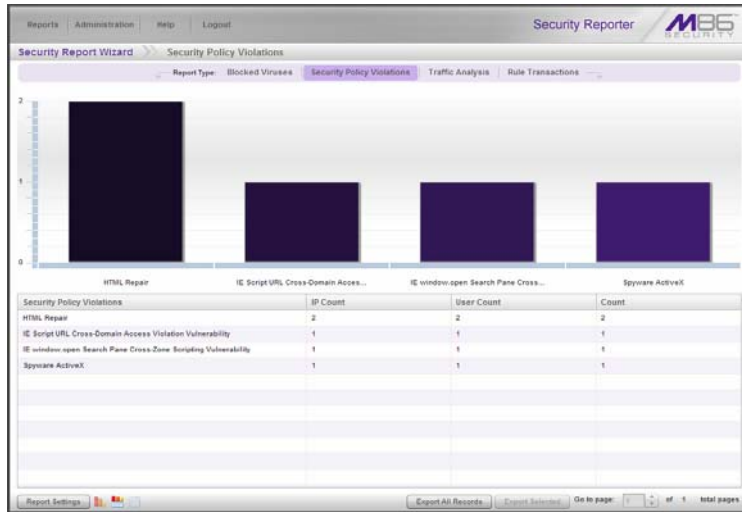 Reports Administration Help Logout
Security Reporter
M86 SECURITY
Security Report Wizard Security Policy Violations
Report Type: Blocked Viruses Security Policy Violations Traffic Analysis Rule Transactions
2
1
0
HTML Repair IE Script URL Cross-Domain Acces... IE window.open Search Pane Cross... Spyware ActiveX
Security Policy Violations IP Count User Count Count
HTML Repair 2 2 2
IE Script URL Cross-Domain Access Violation Vulnerability 1 1 1
IE window.open Search Pane Cross-Zone Scripting Vulnerability 1 1 1
Spyware ActiveX 1 1 1
Report Settings Export All Records Export Selected Go to page: 1 of 1 total pages